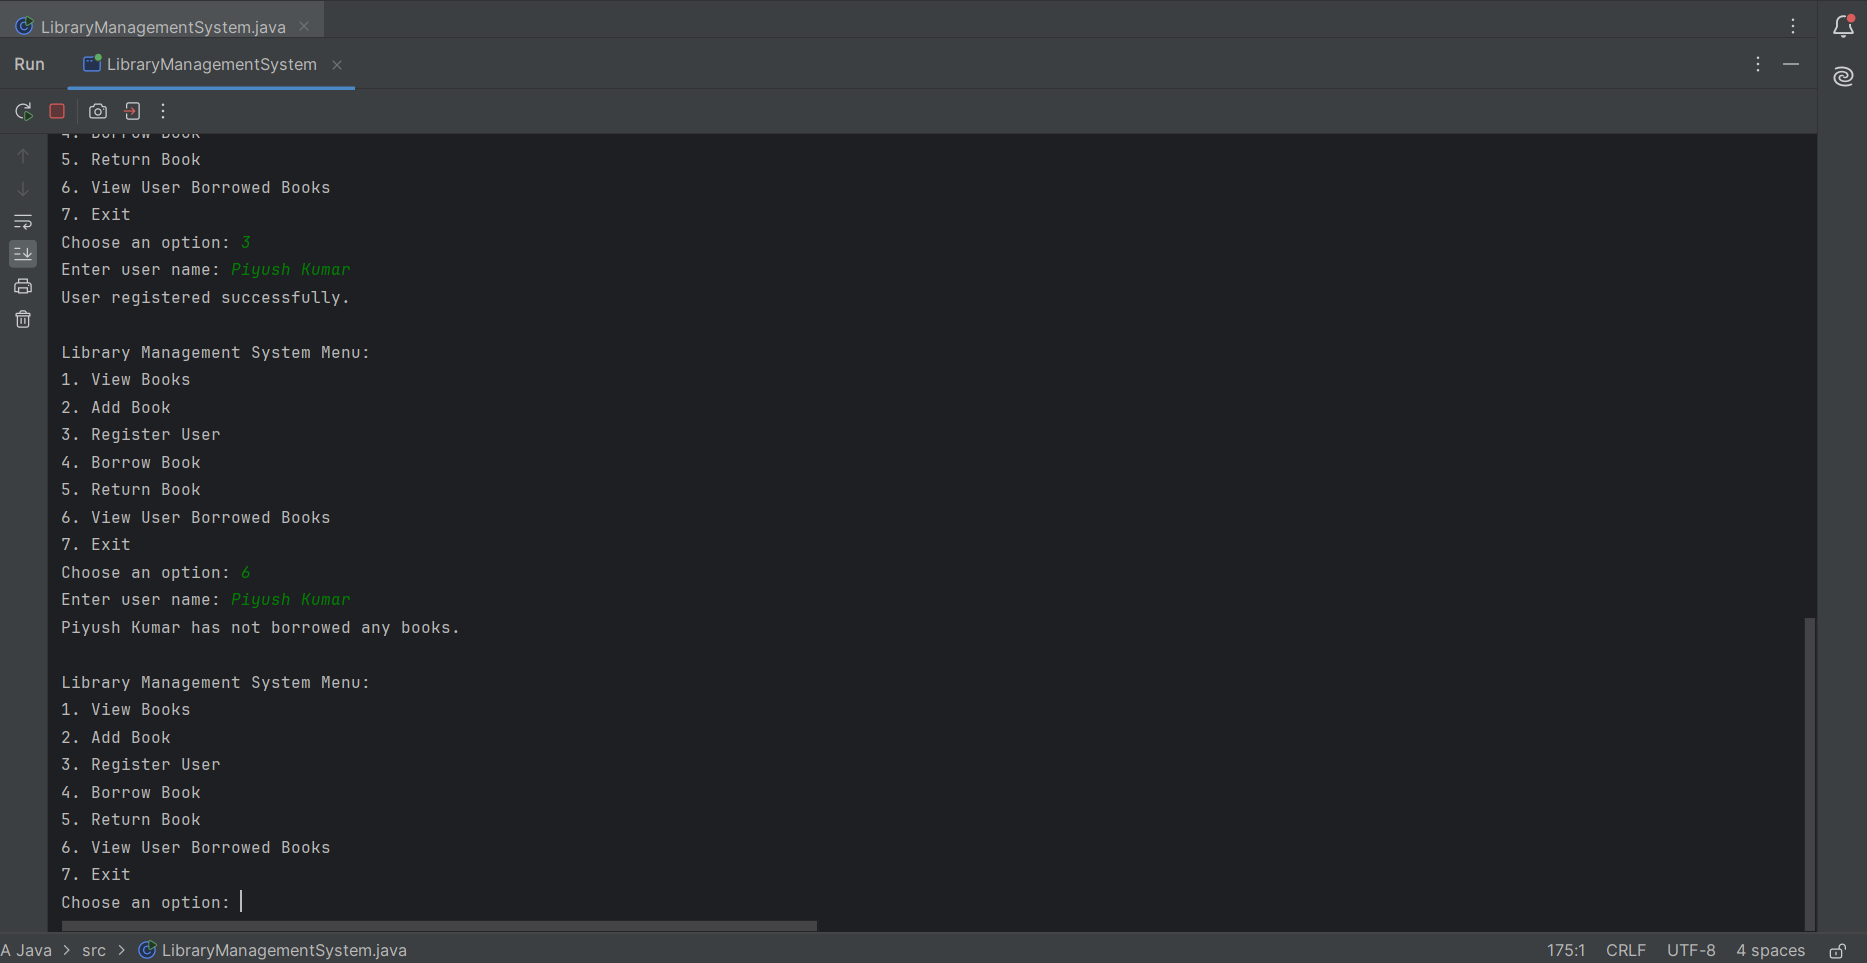 LibraryManagementSystem.java
Run LibraryManagementSystem
4. Borrow Book
5. Return Book
6. View User Borrowed Books
7. Exit
Choose an option: 3
Enter user name: Piyush Kumar
User registered successfully.
Library Management System Menu:
1. View Books
2. Add Book
3. Register User
4. Borrow Book
5. Return Book
6. View User Borrowed Books
7. Exit
Choose an option: 6
Enter user name: Piyush Kumar
Piyush Kumar has not borrowed any books.
Library Management System Menu:
1. View Books
2. Add Book
3. Register User
4. Borrow Book
5. Return Book
6. View User Borrowed Books
7. Exit
Choose an option:
A Java > src > LibraryManagementSystem.java 175:1 CRLF UTF-8 4 spaces